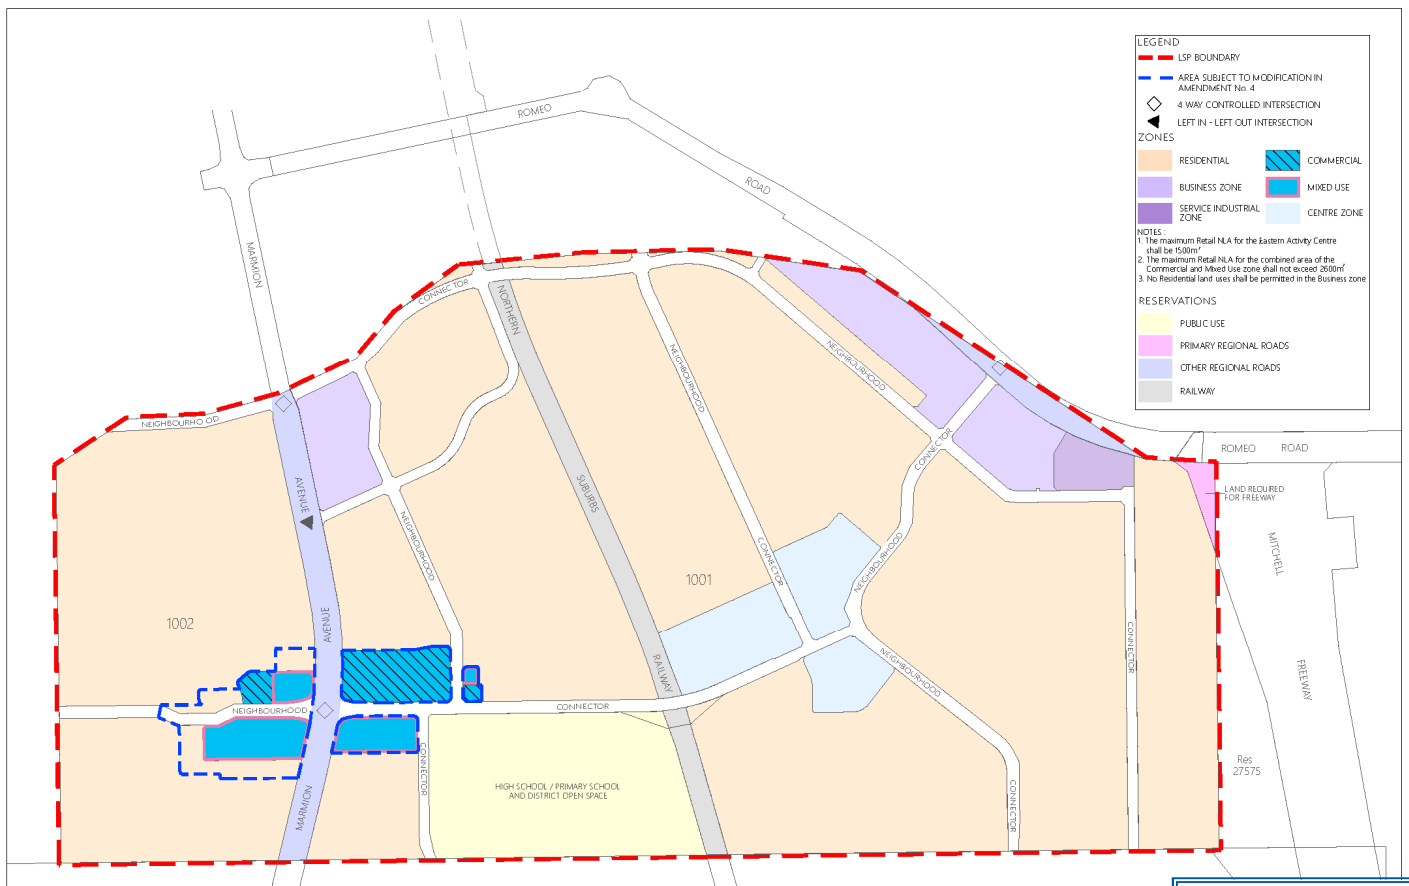 LEGEND
LSP BOUNDARY
AREA SUBJECT TO MODIFICATION IN
AMENDMENT No. 4
4 WAY CONTROLLED INTERSECTION
LEFT IN - LEFT OUT INTERSECTION
ZONES
RESIDENTIAL
COMMERCIAL
BUSINESS ZONE
MIXED USE
SERVICE INDUSTRIAL
ZONE
CENTRE ZONE
NOTES :
1. The maximum Retail NLA for the Eastern Activity Centre
shall be 1500m²
2. The maximum Retail NLA for the combined area of the
Commercial and Mixed Use zone shall not exceed 2600m²
3. No Residential land uses shall be permitted in the Business zone
RESERVATIONS
PUBLIC USE
PRIMARY REGIONAL ROADS
OTHER REGIONAL ROADS
RAILWAY
ROMEO
ROAD
MARMION
CONNECTOR
NORTHERN
NEIGHBOURHOOD
NEIGHBOURHOOD
NEIGHBOURHOOD
CONNECTOR
ROMEO ROAD
AVENUE
SUBURBS
LAND REQUIRED
FOR FREEWAY
NEIGHBOURHOOD
CONNECTOR
NEIGHBOURHOOD
MITCHELL
1001
1002
AVENUE
CONNECTOR
RAILWAY
NEIGHBOURHOOD
FREEWAY
NEIGHBOURHOOD
CONNECTOR
CONNECTOR
Res
27575
HIGH SCHOOL / PRIMARY SCHOOL
AND DISTRICT OPEN SPACE
MARMION
CONNECTOR